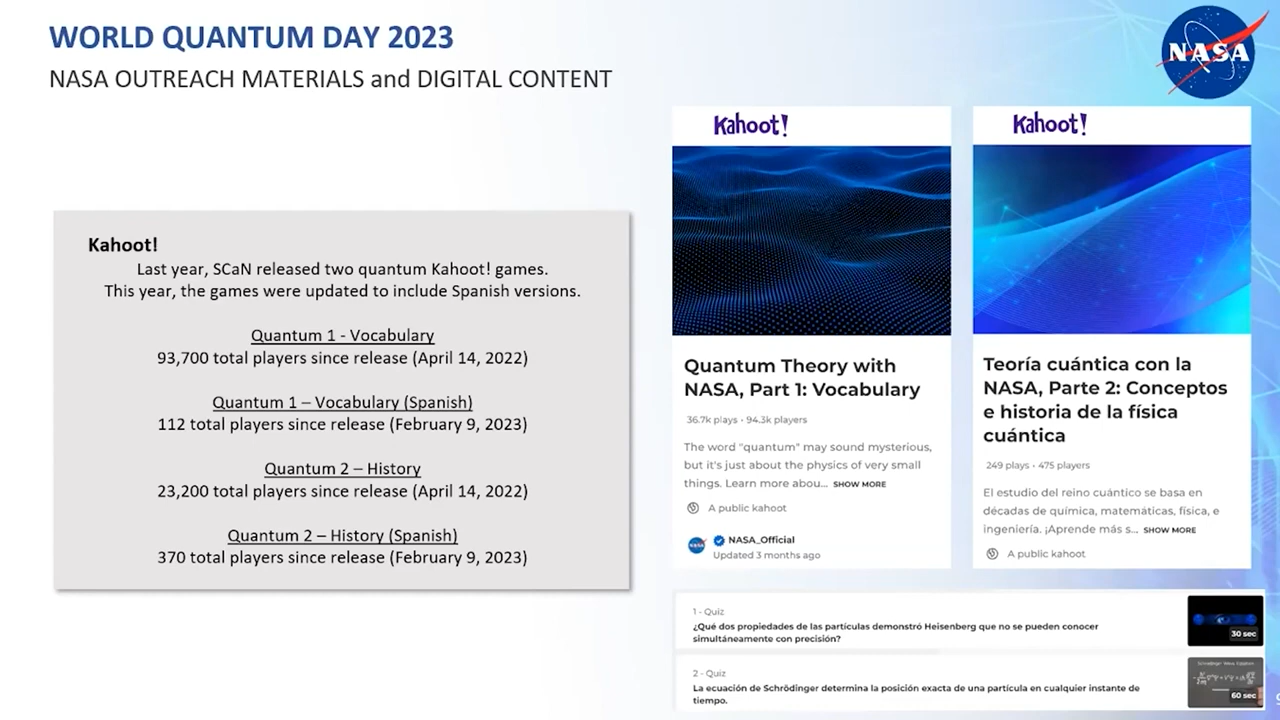 WORLD QUANTUM DAY 2023
NASA OUTREACH MATERIALS and DIGITAL CONTENT
NASA
Kahoot!
Last year, SCaN released two quantum Kahoot! games.
This year, the games were updated to include Spanish versions.
Quantum 1 - Vocabulary
93,700 total players since release (April 14, 2022)
Quantum 1 – Vocabulary (Spanish)
112 total players since release (February 9, 2023)
Quantum 2 – History
23,200 total players since release (April 14, 2022)
Quantum 2 – History (Spanish)
370 total players since release (February 9, 2023)
Kahoot!
Quantum Theory with
NASA, Part 1: Vocabulary
36.7k plays · 94.3k players
The word "quantum" may sound mysterious,
but it's just about the physics of very small
things. Learn more abou... SHOW MORE
A public kahoot
NASA
NASA_Official
Updated 3 months ago
Kahoot!
Teoría cuántica con la
NASA, Parte 2: Conceptos
e historia de la física
cuántica
249 plays · 475 players
El estudio del reino cuántico se basa en
décadas de química, matemáticas, física, e
ingeniería. ¡Aprende más s... SHOW MORE
A public kahoot
1 - Quiz
¿Qué dos propiedades de las partículas demonstró Heisenberg que no se pueden conocer
simultáneamente con precisión?
30 sec
2 - Quiz
La ecuación de Schrödinger determina la posición exacta de una partícula en cualquier instante de
tiempo.
60 sec